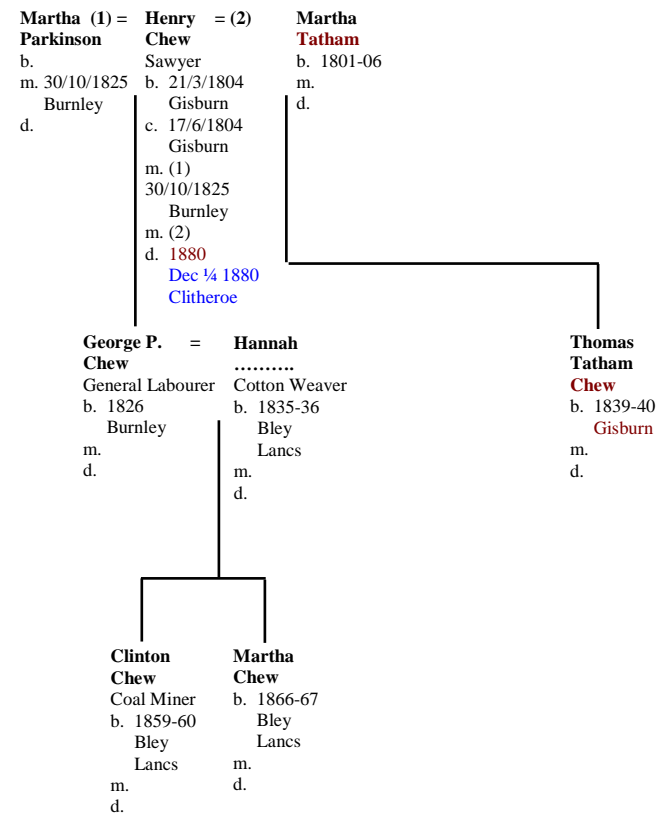 Martha (1) =
Parkinson
b.
m. 30/10/1825
Burnley
d.
Henry = (2)
Chew
Sawyer
b. 21/3/1804
Gisburn
c. 17/6/1804
Gisburn
m. (1)
30/10/1825
Burnley
m. (2)
d. 1880
Dec ¼ 1880
Clitheroe
Martha
Tatham
b. 1801-06
m.
d.
George P. =
Chew
General Labourer
b. 1826
Burnley
m.
d.
Hannah
……….
Cotton Weaver
b. 1835-36
Bley
Lancs
m.
d.
Thomas
Tatham
Chew
b. 1839-40
Gisburn
m.
d.
Clinton
Chew
Coal Miner
b. 1859-60
Bley
Lancs
m.
d.
Martha
Chew
b. 1866-67
Bley
Lancs
m.
d.